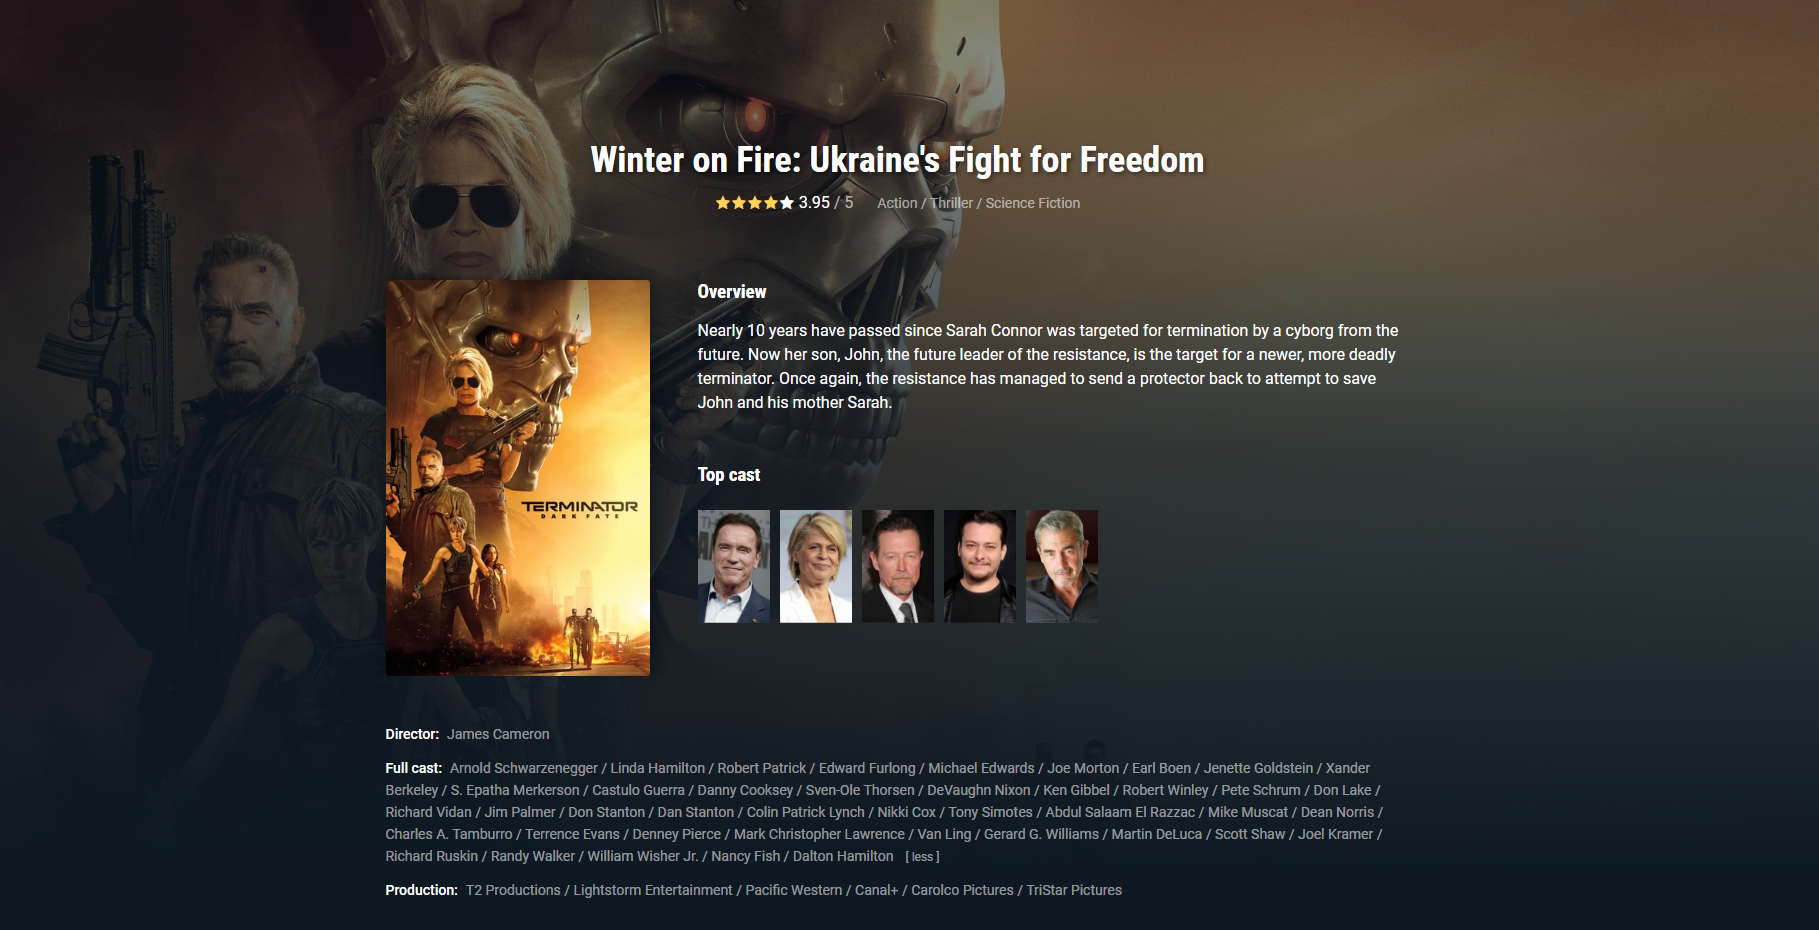 Winter on Fire: Ukraine's Fight for Freedom
3.95 / 5 Action / Thriller / Science Fiction
TERMINATOR
DARK FATE
Overview
Nearly 10 years have passed since Sarah Connor was targeted for termination by a cyborg from the
future. Now her son, John, the future leader of the resistance, is the target for a newer, more deadly
terminator. Once again, the resistance has managed to send a protector back to attempt to save
John and his mother Sarah.
Top cast
Director: James Cameron
Full cast: Arnold Schwarzenegger / Linda Hamilton / Robert Patrick / Edward Furlong / Michael Edwards / Joe Morton / Earl Boen / Jenette Goldstein / Xander
Berkeley / S. Epatha Merkerson / Castulo Guerra / Danny Cooksey / Sven-Ole Thorsen / DeVaughn Nixon / Ken Gibbel / Robert Winley / Pete Schrum / Don Lake /
Richard Vidan / Jim Palmer / Don Stanton / Dan Stanton / Colin Patrick Lynch / Nikki Cox / Tony Simotes / Abdul Salaam El Razzac / Mike Muscat / Dean Norris /
Charles A. Tamburro / Terrence Evans / Denney Pierce / Mark Christopher Lawrence / Van Ling / Gerard G. Williams / Martin DeLuca / Scott Shaw / Joel Kramer /
Richard Ruskin / Randy Walker / William Wisher Jr. / Nancy Fish / Dalton Hamilton [ less ]
Production: T2 Productions / Lightstorm Entertainment / Pacific Western / Canal+ / Carolco Pictures / TriStar Pictures